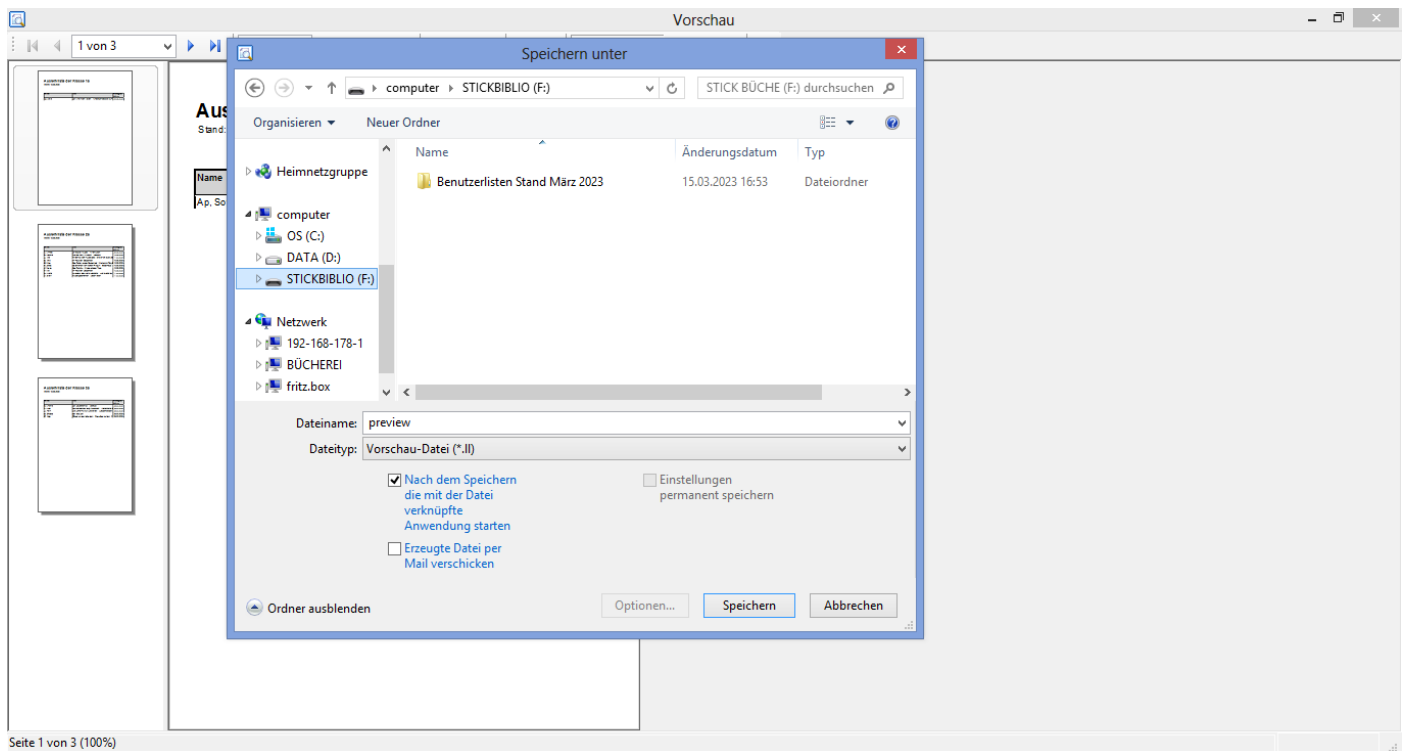 Vorschau
1 von 3
Speichern unter
computer STICKBIBLIO (F:)
STICK BÜCHE (F:) durchsuchen
Organisieren Neuer Ordner
Name Änderungsdatum Typ
Benutzerlisten Stand März 2023 15.03.2023 16:53 Dateiordner
Heimnetzgruppe
computer
OS (C:)
DATA (D:)
STICKBIBLIO (F:)
Netzwerk
192-168-178-1
BÜCHEREI
fritz.box
Dateiname: preview
Dateityp: Vorschau-Datei (*.ll)
Nach dem Speichern
die mit der Datei
verknüpfte
Anwendung starten
Einstellungen
permanent speichern
Erzeugte Datei per
Mail verschicken
Ordner ausblenden
Optionen... Speichern Abbrechen
Aus
Stand:
Name
Ap, So
Seite 1 von 3 (100%)